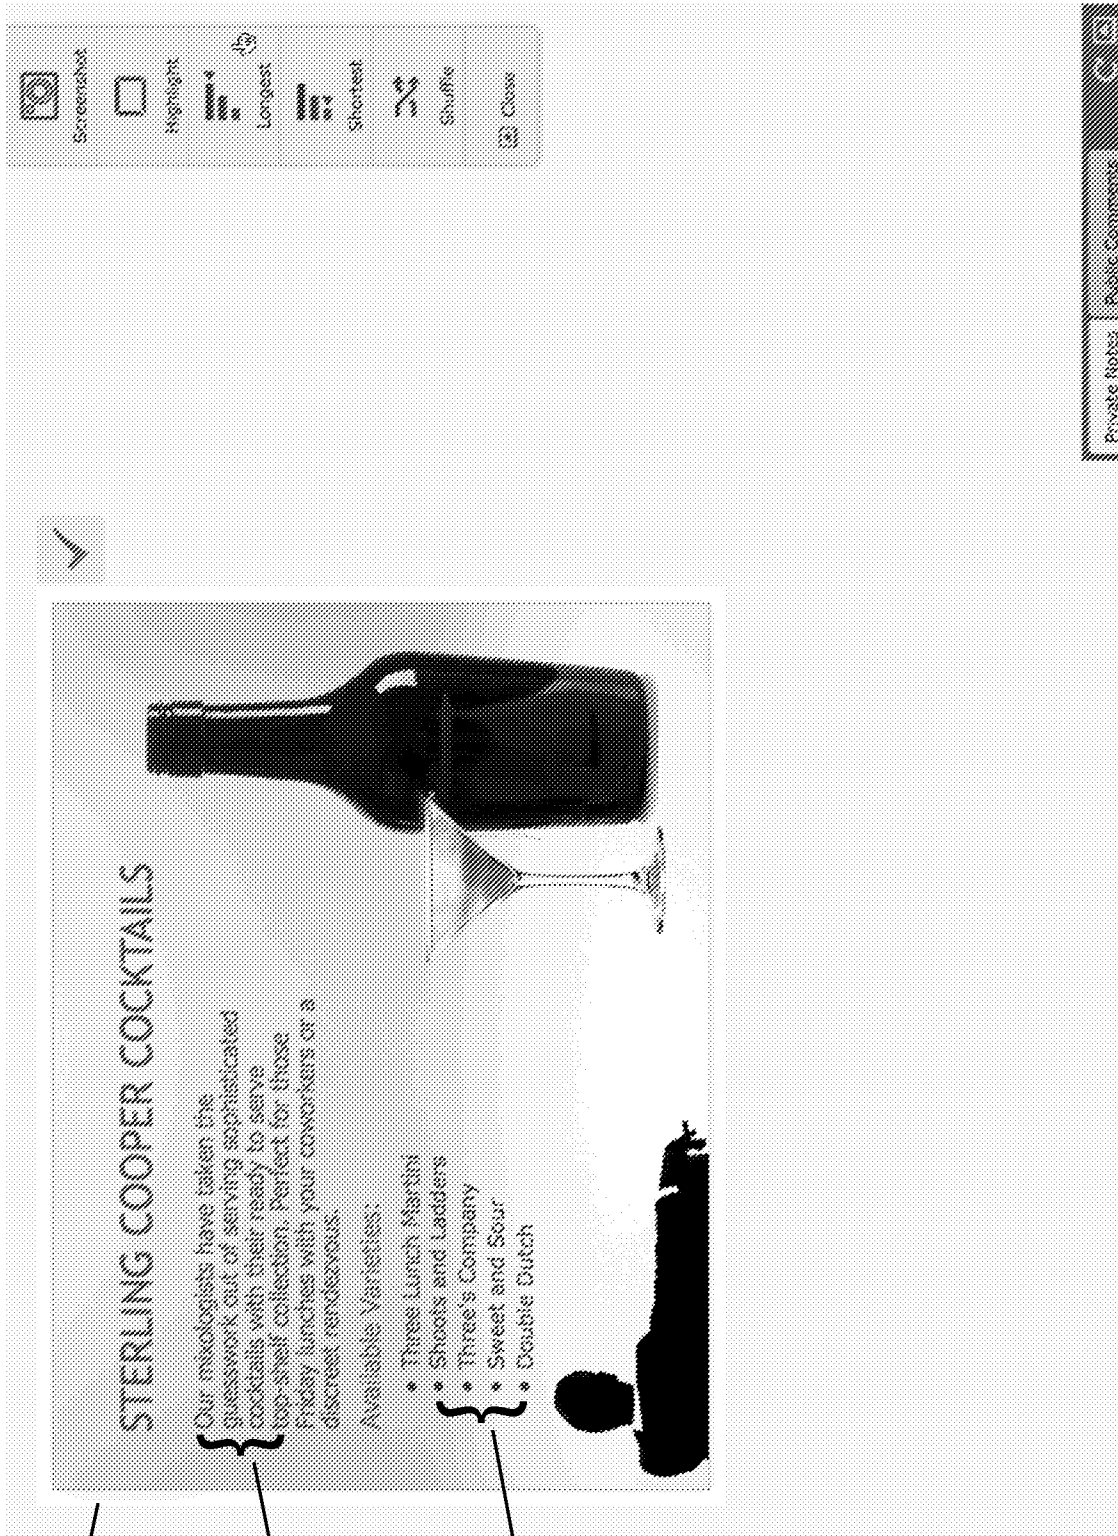 Screenshot
Highlight
Longest
Shortest
Shuffle
Close
STERLING COOPER COCKTAILS
Our mixologists have taken the
guesswork out of serving sophisticated
cocktails with their ready to serve
top-shelf collection. Perfect for those
Friday lunches with your coworkers or a
discreet rendezvous.
Available Varieties:
• Three Lunch Martini
• Shoots and Ladders
• Three's Company
• Sweet and Sour
• Double Dutch
Private Notes
Public Comments